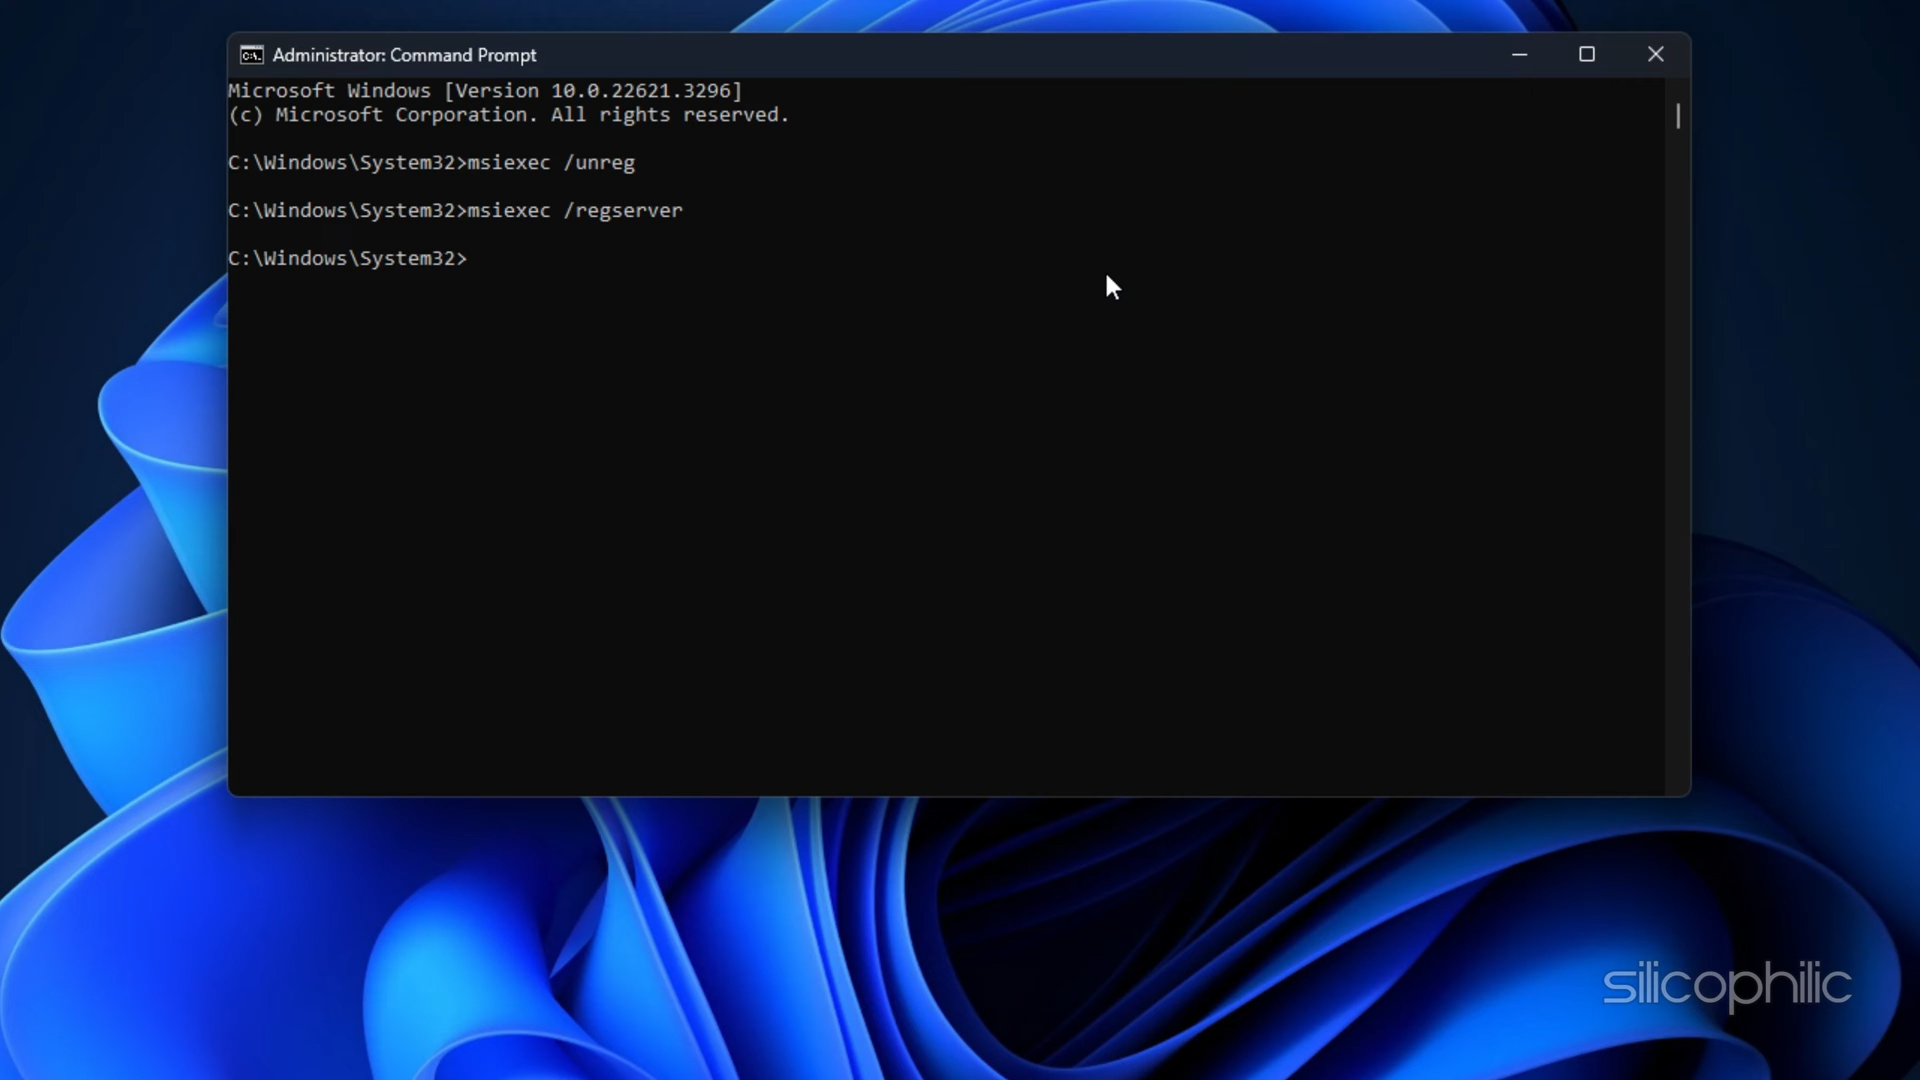 Administrator: Command Prompt
Microsoft Windows [Version 10.0.22621.3296]
(c) Microsoft Corporation. All rights reserved.
C:\Windows\System32>msiexec /unreg
C:\Windows\System32>msiexec /regserver
C:\Windows\System32>
silicophilic